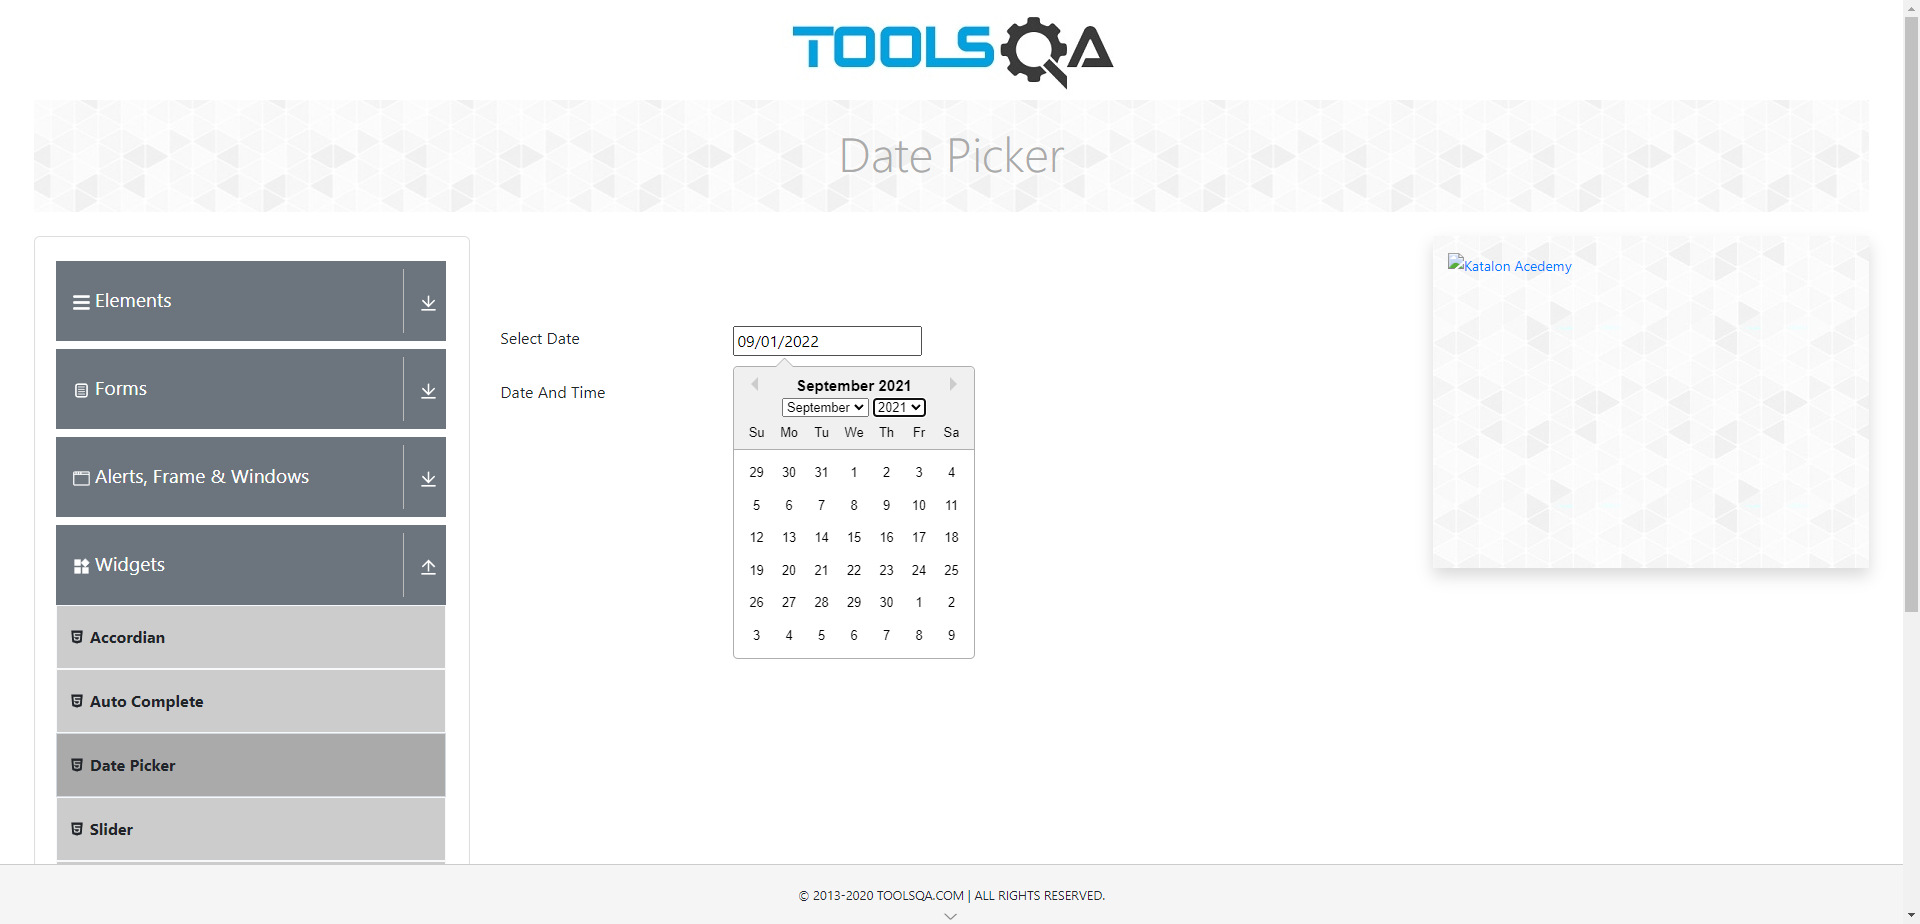 TOOLSQA
Date Picker
Elements
Forms
Alerts, Frame & Windows
Widgets
Accordian
Auto Complete
Date Picker
Slider
Select Date
09/01/2022
Date And Time
September 2021
September 2021
Su Mo Tu We Th Fr Sa
29 30 31 1 2 3 4
5 6 7 8 9 10 11
12 13 14 15 16 17 18
19 20 21 22 23 24 25
26 27 28 29 30 1 2
3 4 5 6 7 8 9
Katalon Acedemy
© 2013-2020 TOOLSQA.COM | ALL RIGHTS RESERVED.